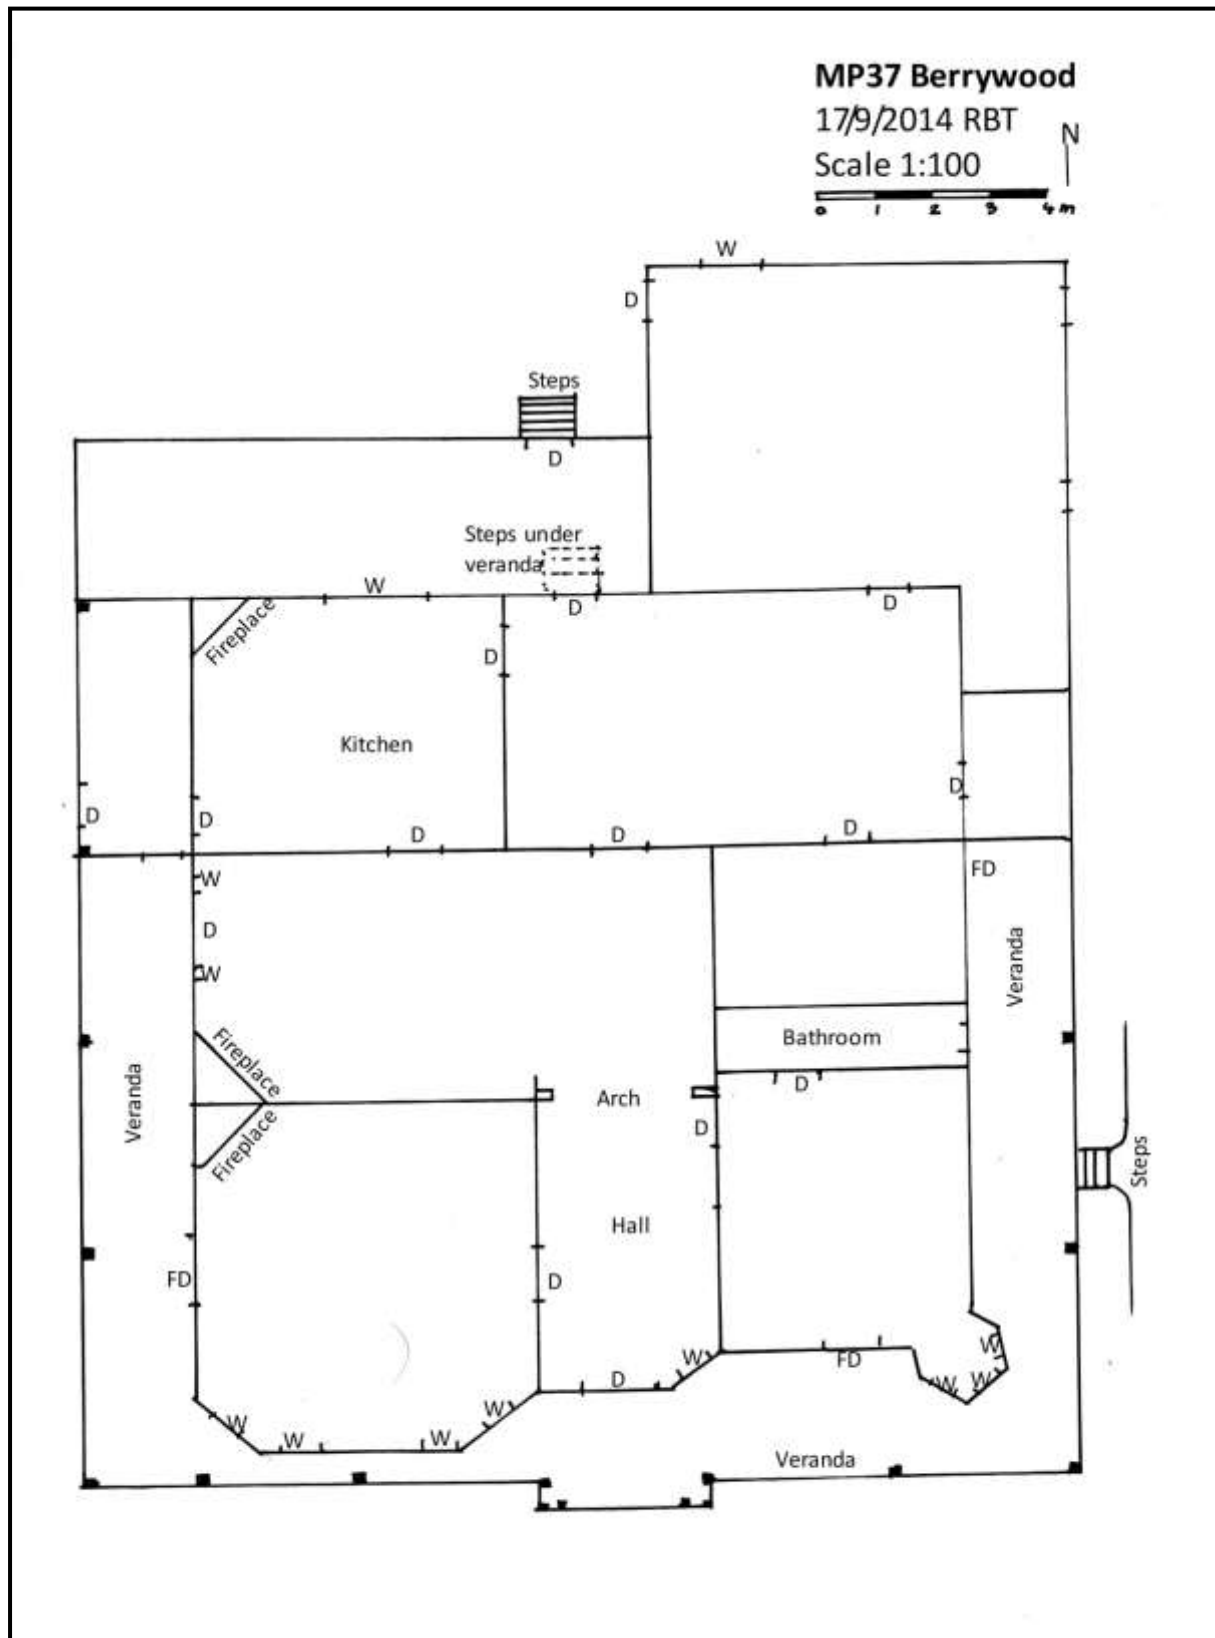 MP37 Berrywood
17/9/2014 RBT
N
Scale 1:100
0 1 2 3 4 m
W
D
Steps
D
Steps under
veranda
W
D
D
Fireplace
D
Kitchen
D
D
D
D
D
D
W
FD
D
Veranda
W
Fireplace
Bathroom
D
Veranda
Arch
Fireplace
D
Steps
Hall
FD
D
W
W
FD
D
W
W
W
W
W
W
Veranda